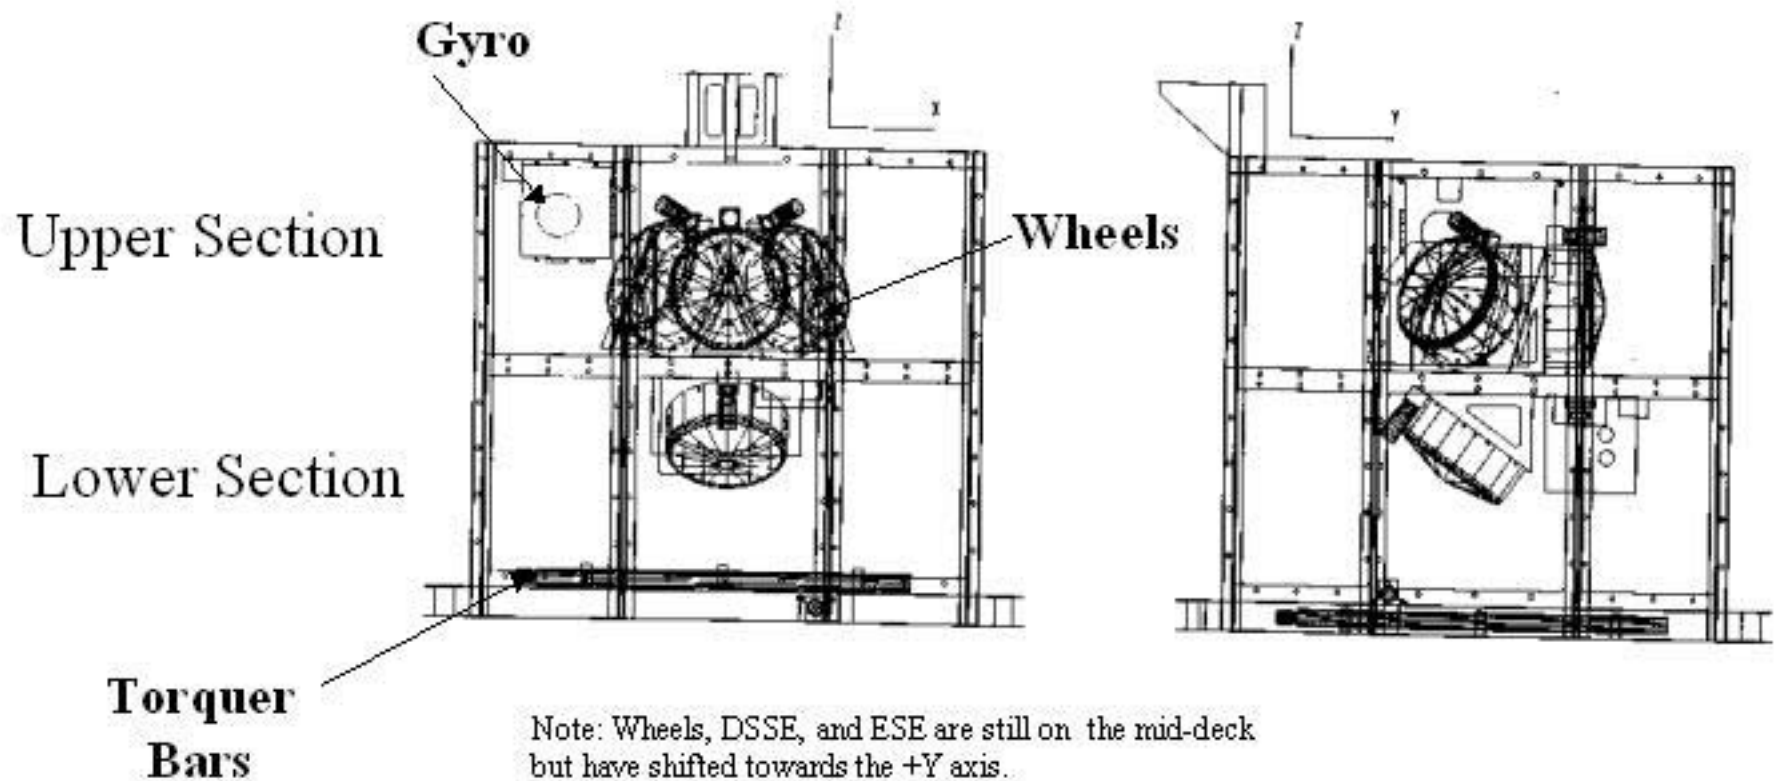 Gyro
Z
X
Z
Y
Upper Section
Wheels
Lower Section
Torquer
Bars
Note: Wheels, DSSE, and ESE are still on the mid-deck
but have shifted towards the +Y axis.